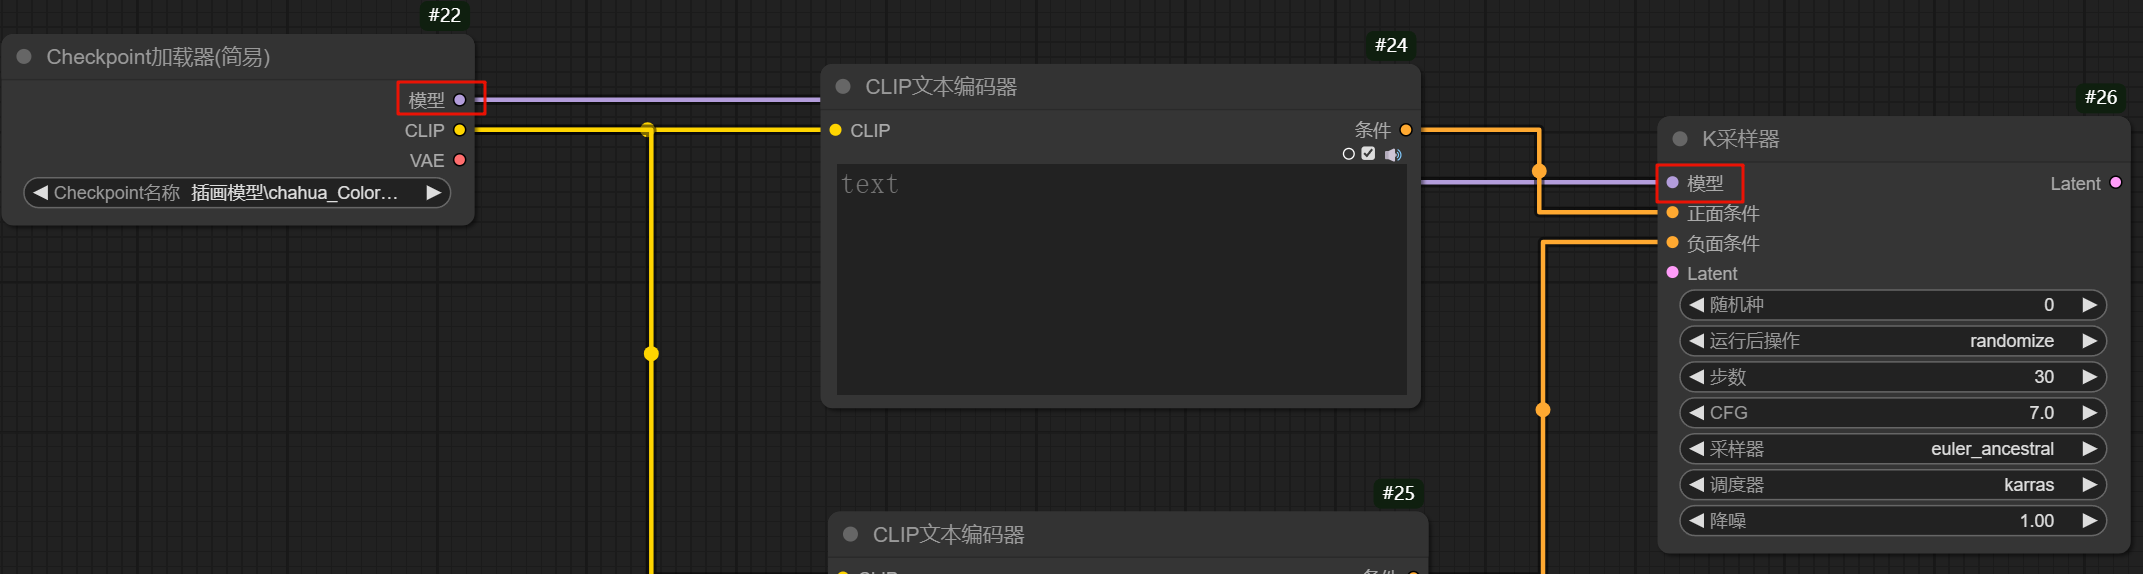 #22
Checkpoint加载器(简易)
模型
CLIP
VAE
Checkpoint名称 插画模型\chahua_Color...
#24
CLIP文本编码器
CLIP
条件
text
#25
CLIP文本编码器
#26
K采样器
模型
Latent
正面条件
负面条件
Latent
随机种 0
运行后操作 randomize
步数 30
CFG 7.0
采样器 euler_ancestral
调度器 karras
降噪 1.00